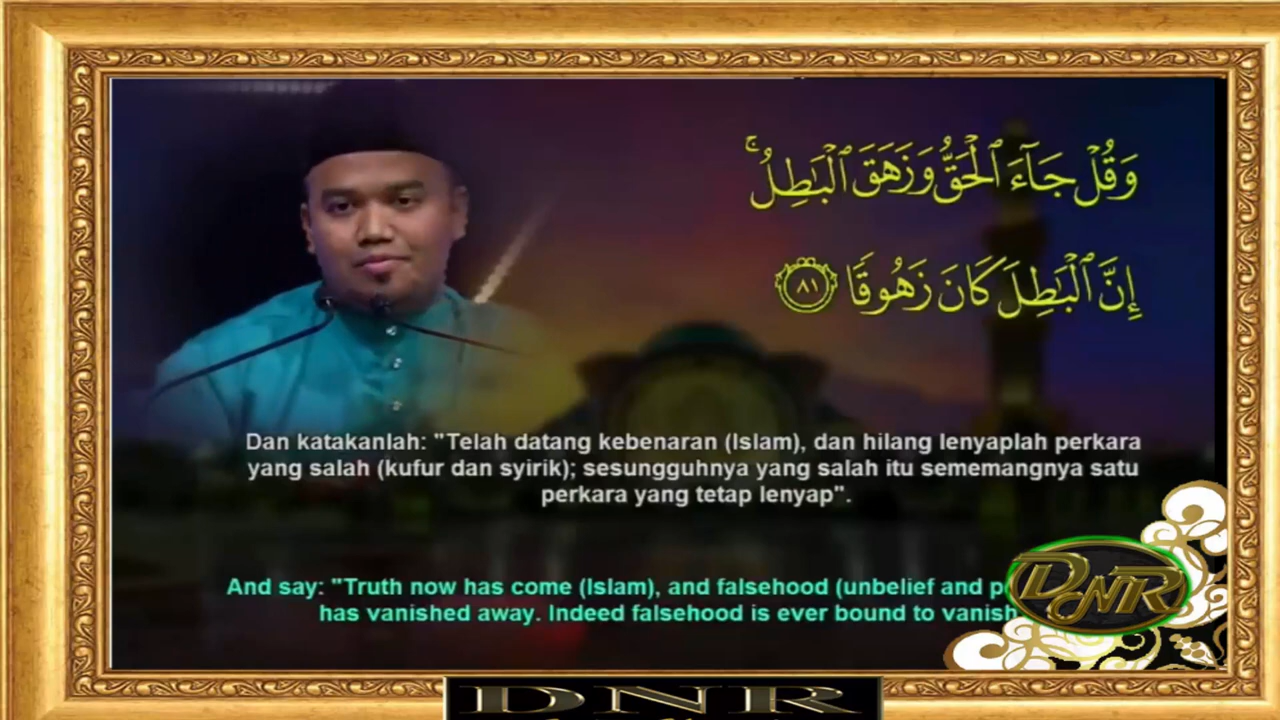 وَقُلْ جَآءَ ٱلْحَقُّ وَزَهَقَ ٱلْبَٰطِلُ ۚ
إِنَّ ٱلْبَٰطِلَ كَانَ زَهُوقًا ٨١
Dan katakanlah: "Telah datang kebenaran (Islam), dan hilang lenyaplah perkara
yang salah (kufur dan syirik); sesungguhnya yang salah itu sememangnya satu
perkara yang tetap lenyap".
And say: "Truth now has come (Islam), and falsehood (unbelief and
has vanished away. Indeed falsehood is ever bound to vanish
DNR
DNR